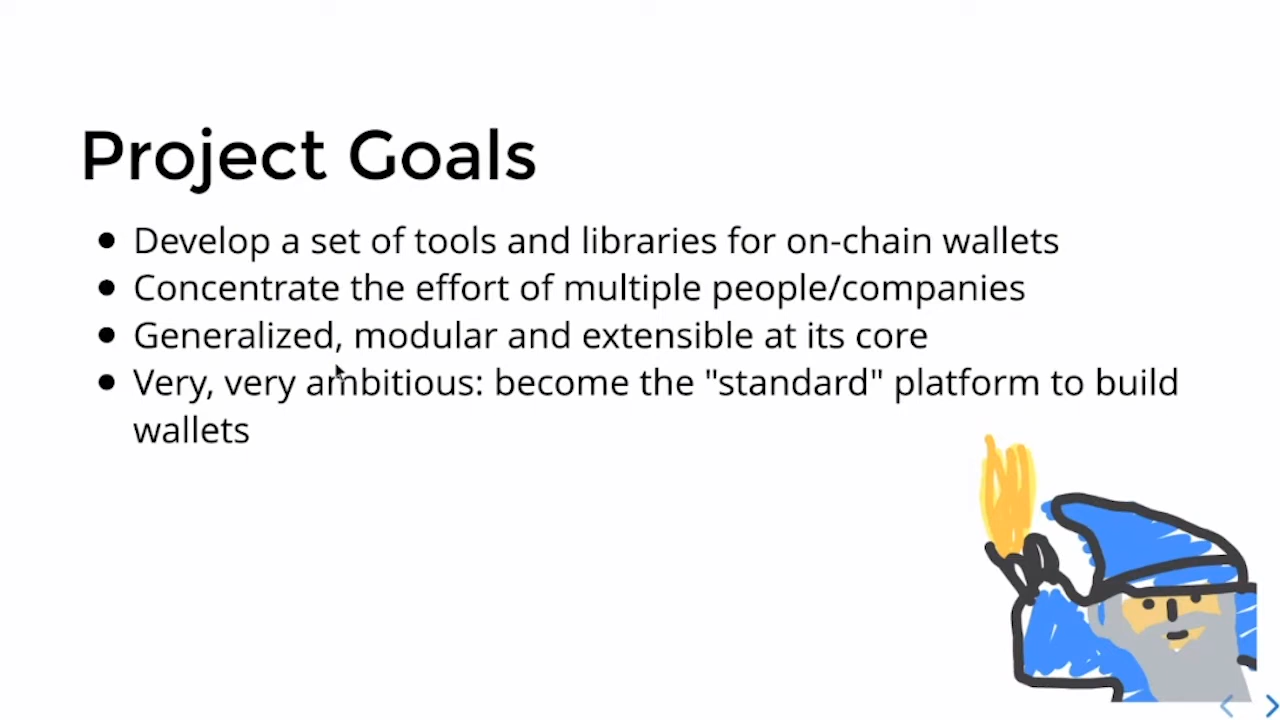 Project Goals
Develop a set of tools and libraries for on-chain wallets
Concentrate the effort of multiple people/companies
Generalized, modular and extensible at its core
Very, very ambitious: become the "standard" platform to build
wallets